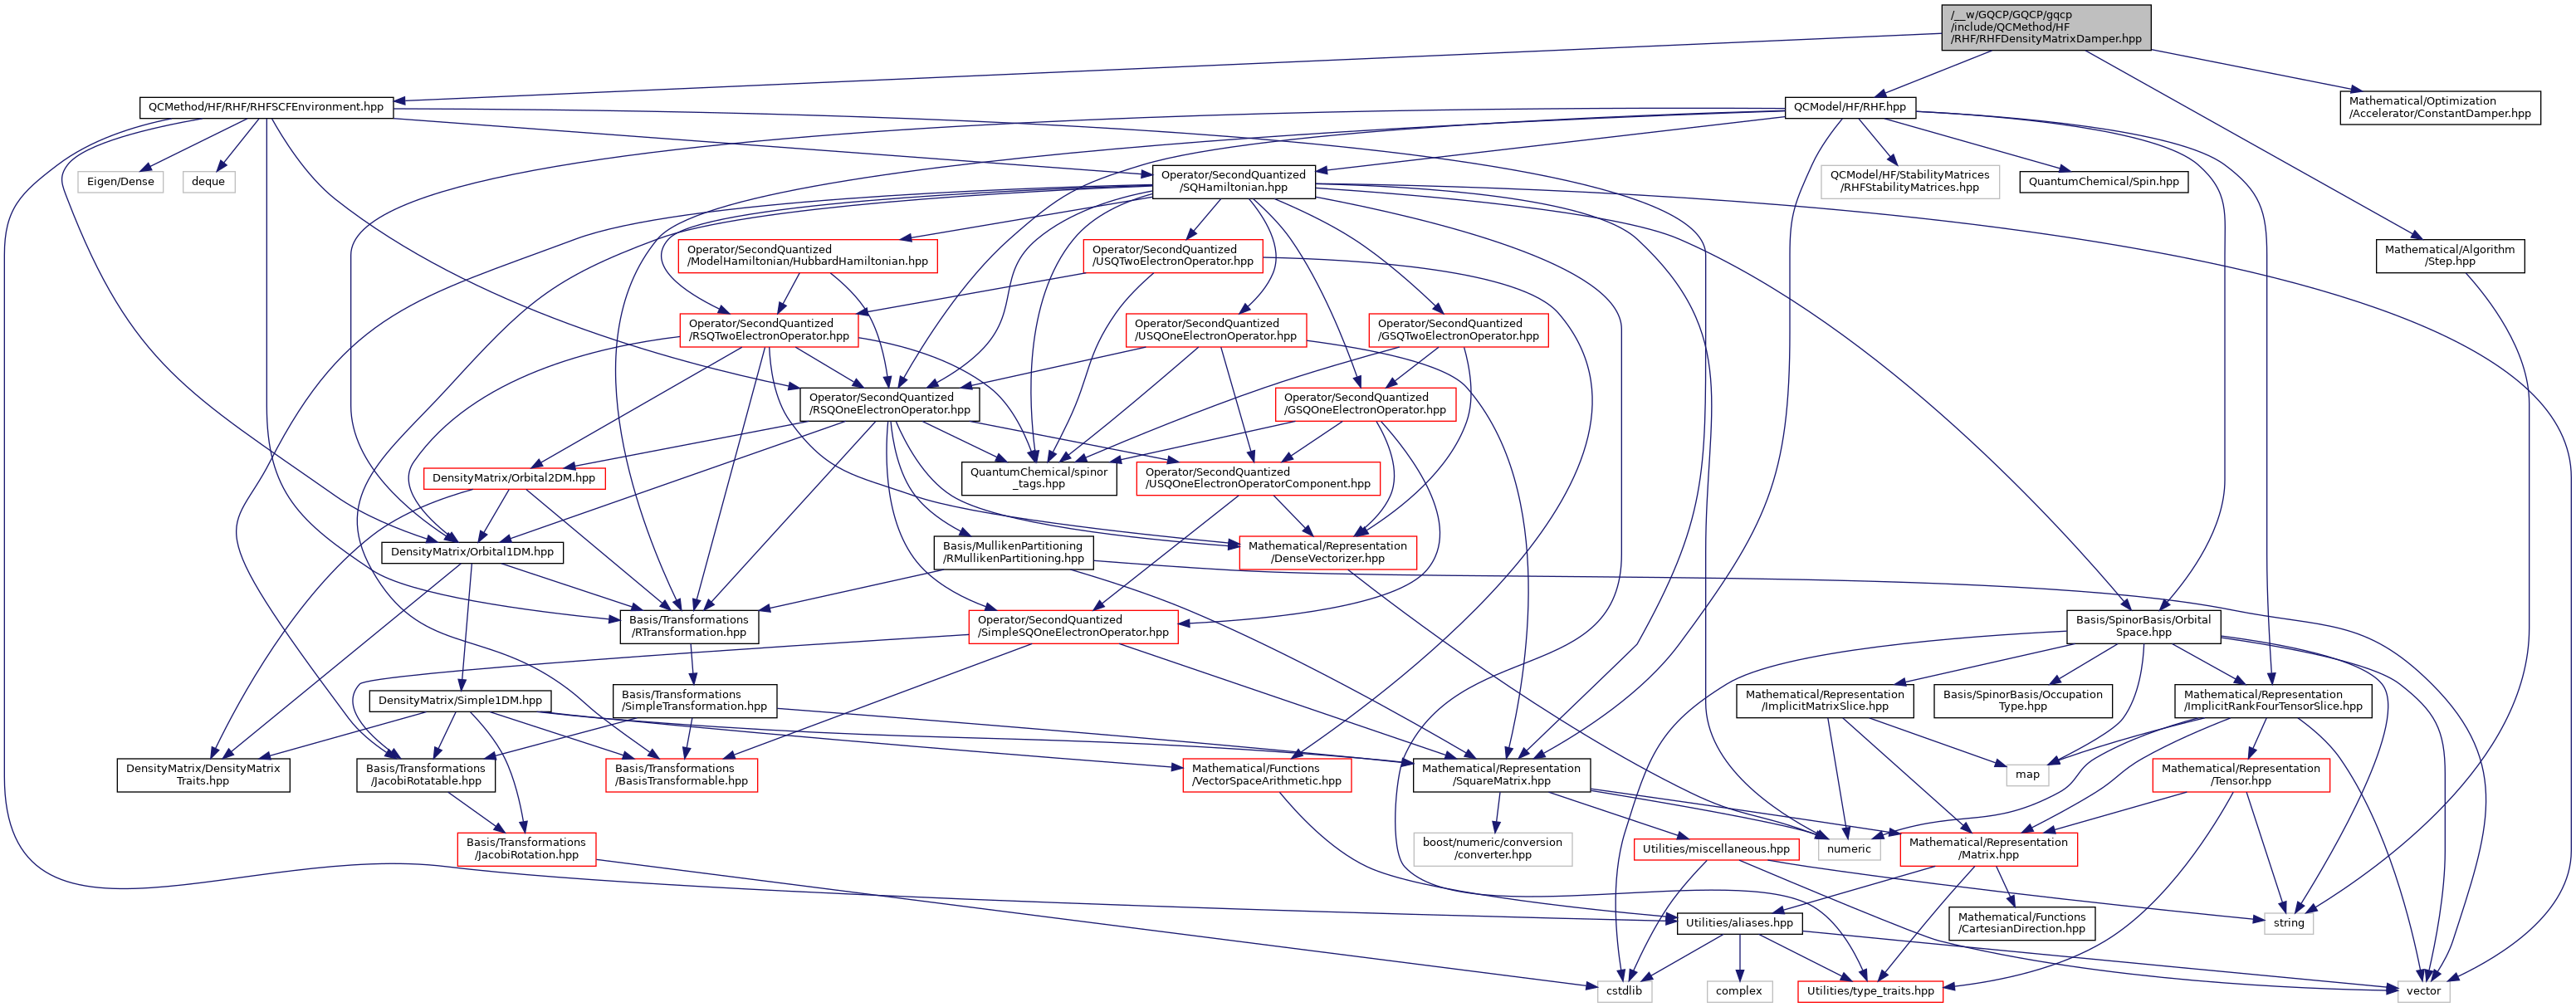 /__w/GQCP/GQCP/gqcp
/include/QCMethod/HF
/RHF/RHFDensityMatrixDamper.hpp
QCMethod/HF/RHF/RHFSCFEnvironment.hpp
QCModel/HF/RHF.hpp
Mathematical/Optimization
/Accelerator/ConstantDamper.hpp
Eigen/Dense
deque
Operator/SecondQuantized
/SQHamiltonian.hpp
QCModel/HF/StabilityMatrices
/RHFStabilityMatrices.hpp
QuantumChemical/Spin.hpp
Operator/SecondQuantized
/ModelHamiltonian/HubbardHamiltonian.hpp
Operator/SecondQuantized
/USQTwoElectronOperator.hpp
Mathematical/Algorithm
/Step.hpp
Operator/SecondQuantized
/RSQTwoElectronOperator.hpp
Operator/SecondQuantized
/USQOneElectronOperator.hpp
Operator/SecondQuantized
/GSQTwoElectronOperator.hpp
Operator/SecondQuantized
/RSQOneElectronOperator.hpp
Operator/SecondQuantized
/GSQOneElectronOperator.hpp
DensityMatrix/Orbital2DM.hpp
QuantumChemical/spinor
_tags.hpp
Operator/SecondQuantized
/USQOneElectronOperatorComponent.hpp
DensityMatrix/Orbital1DM.hpp
Basis/MullikenPartitioning
/RMullikenPartitioning.hpp
Mathematical/Representation
/DenseVectorizer.hpp
Basis/Transformations
/RTransformation.hpp
Operator/SecondQuantized
/SimpleSQOneElectronOperator.hpp
Basis/SpinorBasis/Orbital
Space.hpp
DensityMatrix/Simple1DM.hpp
Basis/Transformations
/SimpleTransformation.hpp
Mathematical/Representation
/ImplicitMatrixSlice.hpp
Basis/SpinorBasis/Occupation
Type.hpp
Mathematical/Representation
/ImplicitRankFourTensorSlice.hpp
DensityMatrix/DensityMatrix
Traits.hpp
Basis/Transformations
/JacobiRotatable.hpp
Basis/Transformations
/BasisTransformable.hpp
Mathematical/Functions
/VectorSpaceArithmetic.hpp
Mathematical/Representation
/SquareMatrix.hpp
map
Mathematical/Representation
/Tensor.hpp
Basis/Transformations
/JacobiRotation.hpp
boost/numeric/conversion
/converter.hpp
Utilities/miscellaneous.hpp
numeric
Mathematical/Representation
/Matrix.hpp
Utilities/aliases.hpp
Mathematical/Functions
/CartesianDirection.hpp
string
cstdlib
complex
Utilities/type_traits.hpp
vector